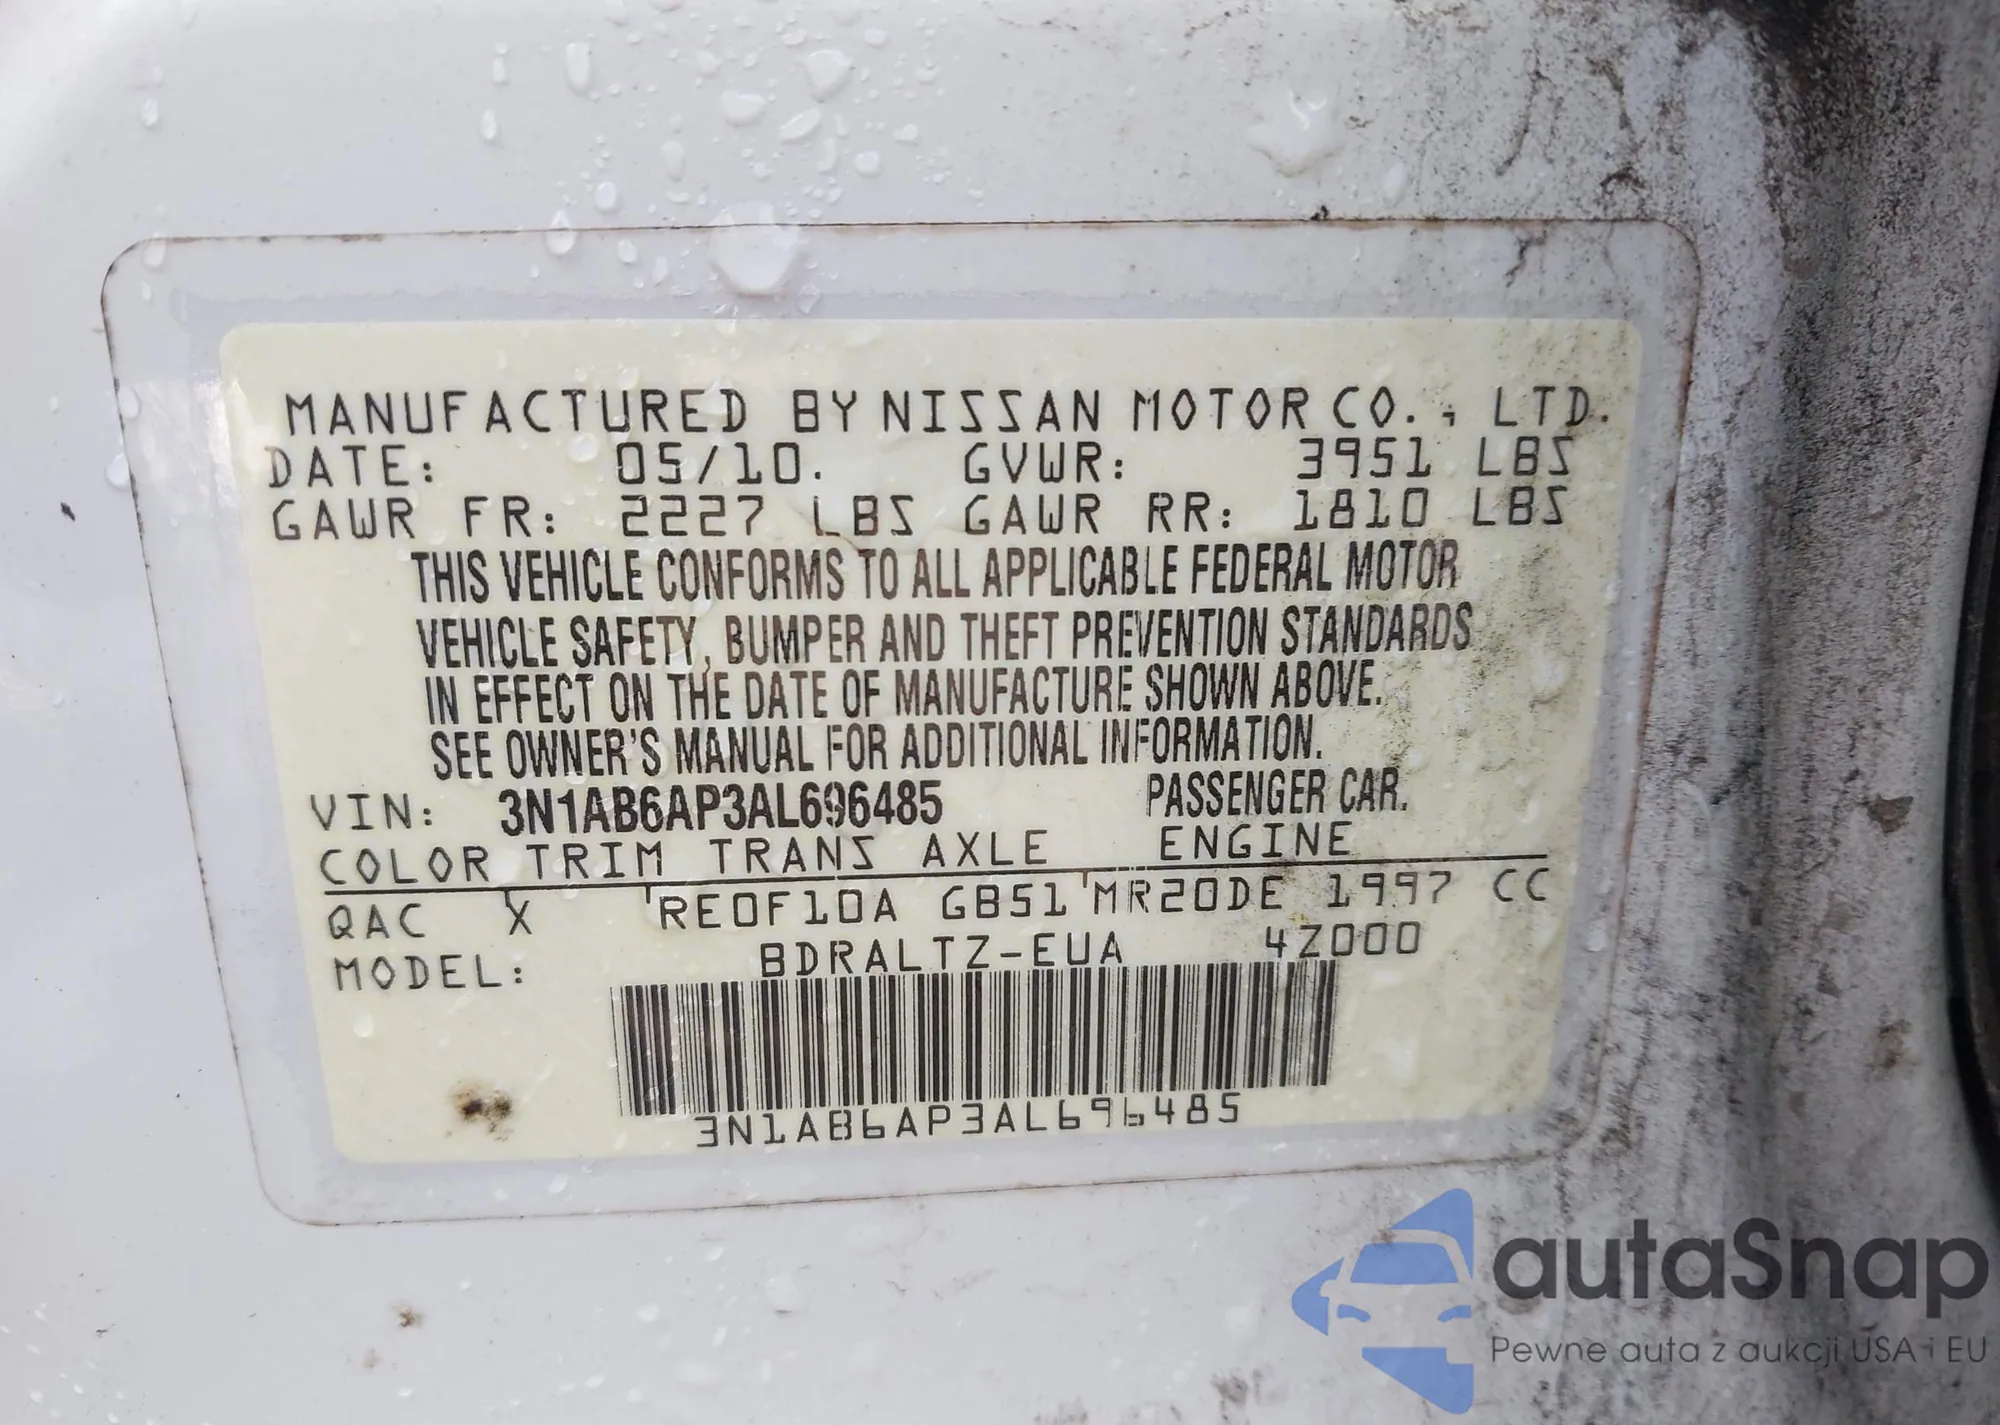 MANUFACTURED BY NISSAN MOTOR CO., LTD.
DATE: 05/10. GVWR: 3951 LBS
GAWR FR: 2227 LBS GAWR RR: 1810 LBS
THIS VEHICLE CONFORMS TO ALL APPLICABLE FEDERAL MOTOR
VEHICLE SAFETY, BUMPER AND THEFT PREVENTION STANDARDS
IN EFFECT ON THE DATE OF MANUFACTURE SHOWN ABOVE.
SEE OWNER'S MANUAL FOR ADDITIONAL INFORMATION.
VIN: 3N1AB6AP3AL696485 PASSENGER CAR.
COLOR TRIM TRANS AXLE ENGINE
QAC X 'RE0F10A GB51'MR20DE 1997 CC
MODEL: BDRALTZ-EUA 4Z000
3N1AB6AP3AL696485
autaSnap
Pewne auta z aukcji USA i EU